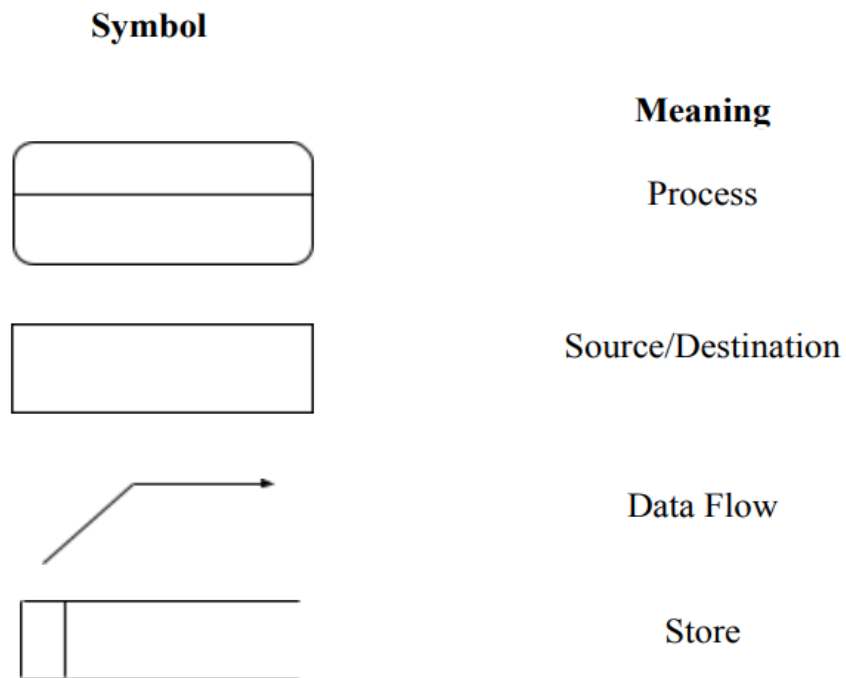 Symbol
Meaning
Process
Source/Destination
Data Flow
Store